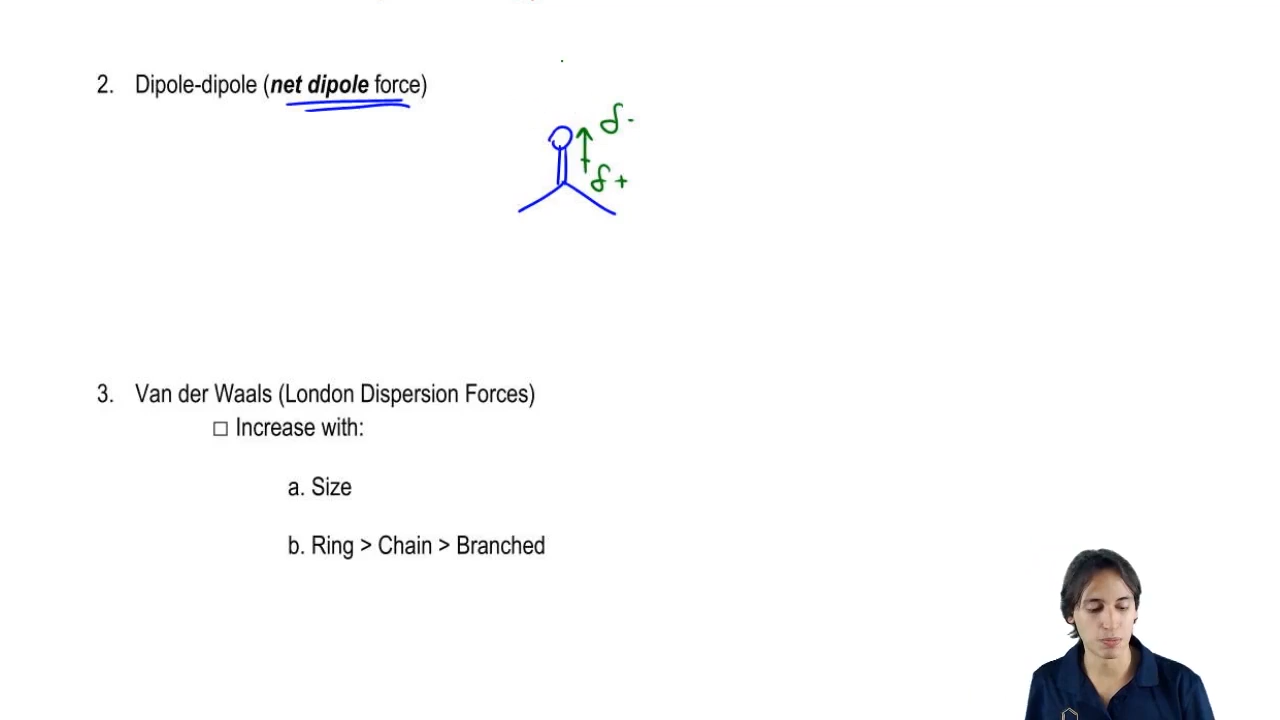 2. Dipole-dipole (net dipole force)
O δ-
δ+
3. Van der Waals (London Dispersion Forces)
□ Increase with:
a. Size
b. Ring > Chain > Branched